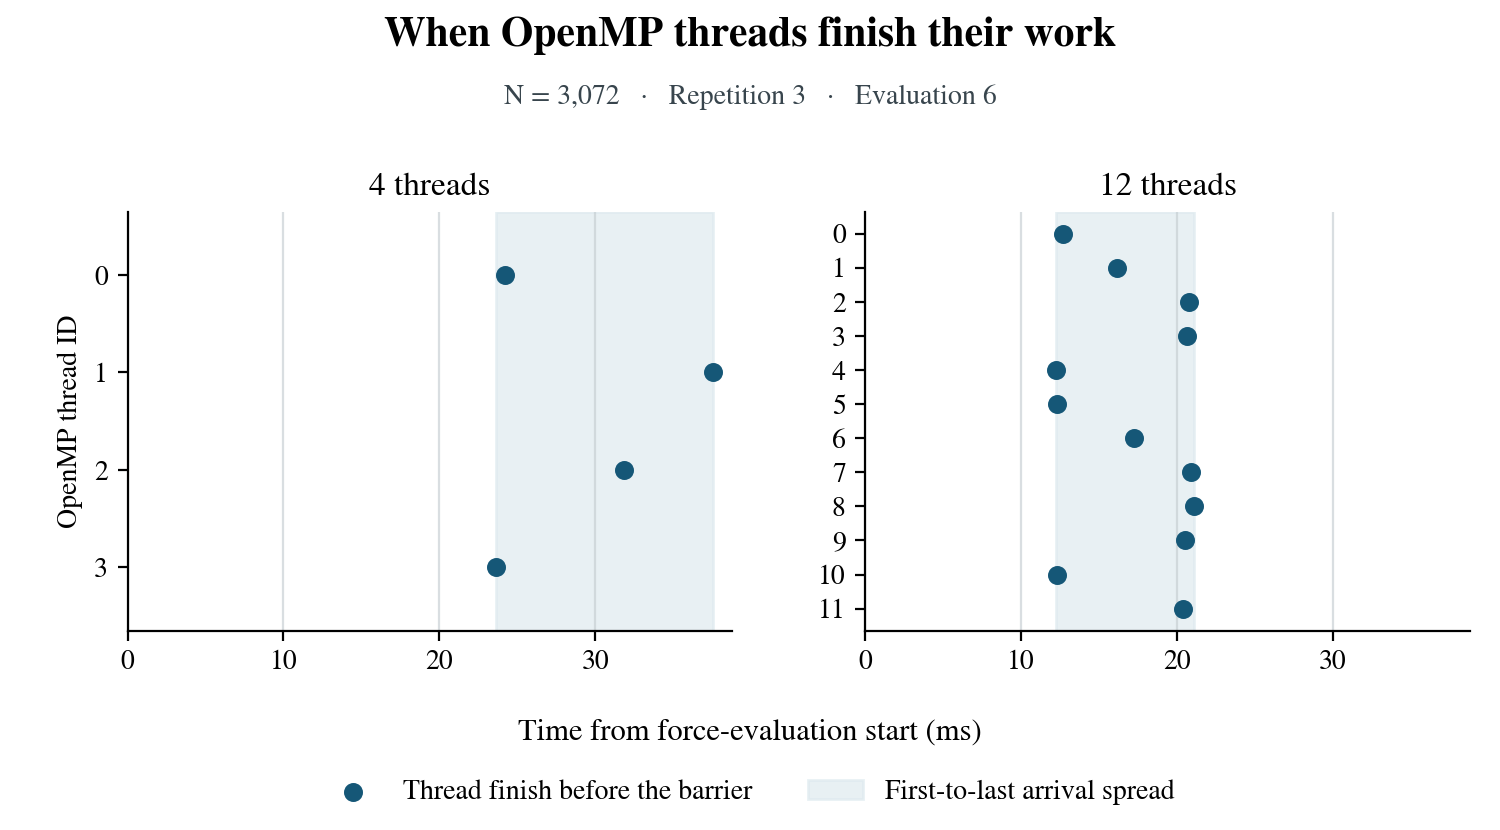 When OpenMP threads finish their work
N = 3,072 · Repetition 3 · Evaluation 6
4 threads
OpenMP thread ID
0
1
2
3
0 10 20 30
12 threads
0
1
2
3
4
5
6
7
8
9
10
11
0 10 20 30
Time from force-evaluation start (ms)
Thread finish before the barrier First-to-last arrival spread